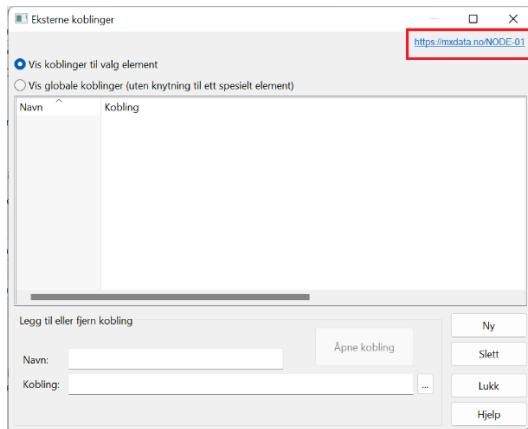 Eksterne koblinger
https://mxdata.no/NODE-01
Vis koblinger til valg element
Vis globale koblinger (uten knytning til ett spesielt element)
Navn Kobling
Legg til eller fjern kobling
Ny
Åpne kobling
Slett
Navn:
Kobling:
...
Lukk
Hjelp